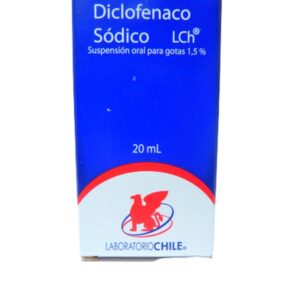 Diclofenaco
Sódico LCh®
Suspensión oral para gotas 1,5 %
20 mL
LABORATORIOCHILE®